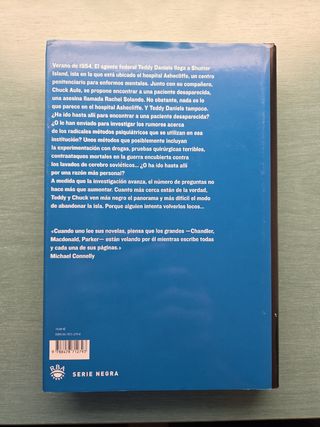 Verano de 1954. El agente federal Teddy Daniels llega a Shutter
Island, isla en la que está ubicado el hospital Ashecliffe, un centro
penitenciario para enfermos mentales. Junto con su compañero,
Chuck Aule, se propone encontrar a una paciente desaparecida,
una asesina llamada Rachel Solando. No obstante, nada es lo
que parece en el hospital Ashecliffe. Y Teddy Daniels tampoco.
¿Ha ido hasta allí para encontrar a una paciente desaparecida?
¿O le han enviado para investigar los rumores acerca
de los radicales métodos psiquiátricos que se utilizan en esa
institución? Unos métodos que posiblemente incluyan
la experimentación con drogas, pruebas quirúrgicas terribles,
contraataques mortales en la guerra encubierta contra
los lavados de cerebro soviéticos... ¿O ha ido hasta allí
por una razón más personal?
A medida que la investigación avanza, el número de preguntas no
hace más que aumentar. Cuanto más cerca están de la verdad,
Teddy y Chuck ven más negro el panorama y más difícil el modo
de abandonar la isla. Porque alguien intenta volverlos locos...
«Cuando uno lee sus novelas, piensa que los grandes —Chandler,
Macdonald, Parker— están velando por él mientras escribe todas
y cada una de sus páginas.»
Michael Connelly
9 788478 712793
RBA
SERIE NEGRA